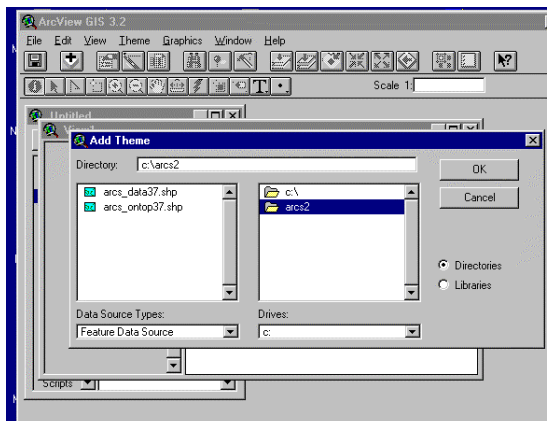 ArcView GIS 3.2
File Edit View Theme Graphics Window Help
Scale 1:
Untitled
View1
Add Theme
Directory: c:\arcs2
OK
Cancel
arcs_data37.shp
arcs_ontop37.shp
c:\
arcs2
Directories
Libraries
Data Source Types:
Feature Data Source
Drives:
c:
Scripts